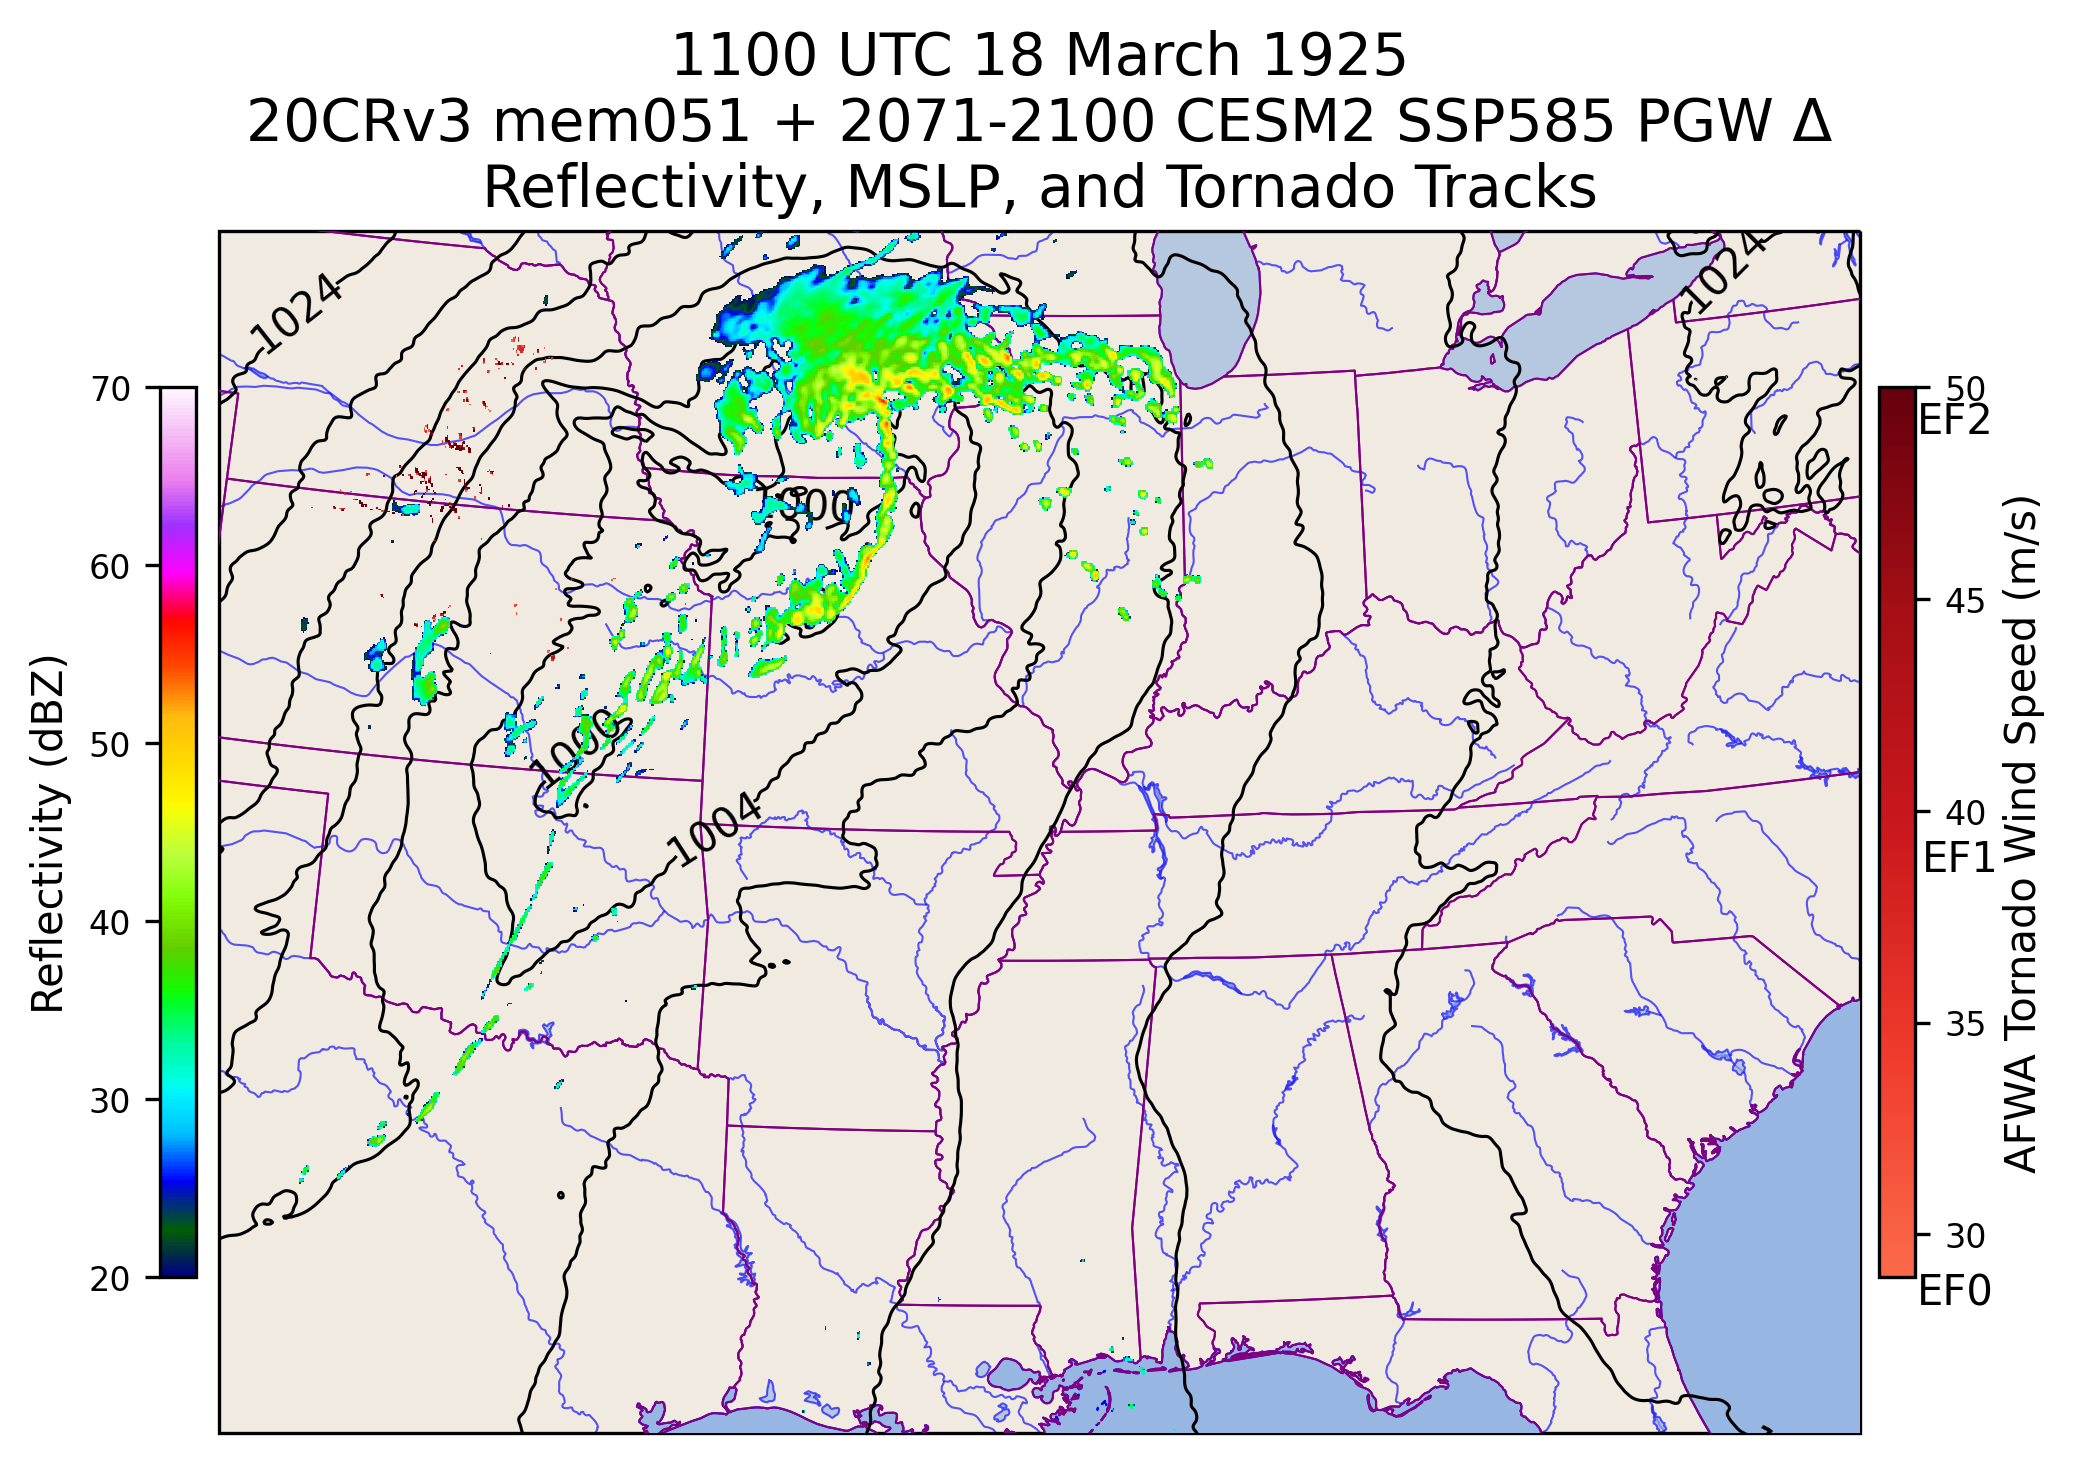 1100 UTC 18 March 1925
20CRv3 mem051 + 2071-2100 CESM2 SSP585 PGW Δ
Reflectivity, MSLP, and Tornado Tracks
1024
1024
1000
1004
Reflectivity (dBZ)
70
60
50
40
30
20
50
EF2
45
40
EF1
35
30
EF0
AFWA Tornado Wind Speed (m/s)